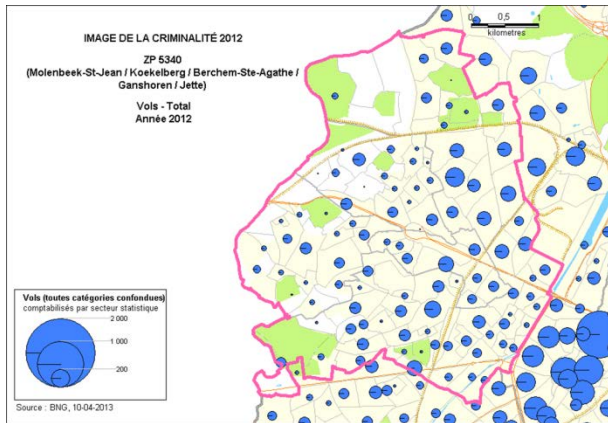 IMAGE DE LA CRIMINALITÉ 2012
ZP 5340
(Molenbeek-St-Jean / Koekelberg / Berchem-Ste-Agathe /
Ganshoren / Jette)
Vols - Total
Année 2012
0 0,5 1
kilomètres
Vols (toutes catégories confondues)
comptabilisés par secteur statistique
2 000
1 000
200
Source : BNG, 10-04-2013